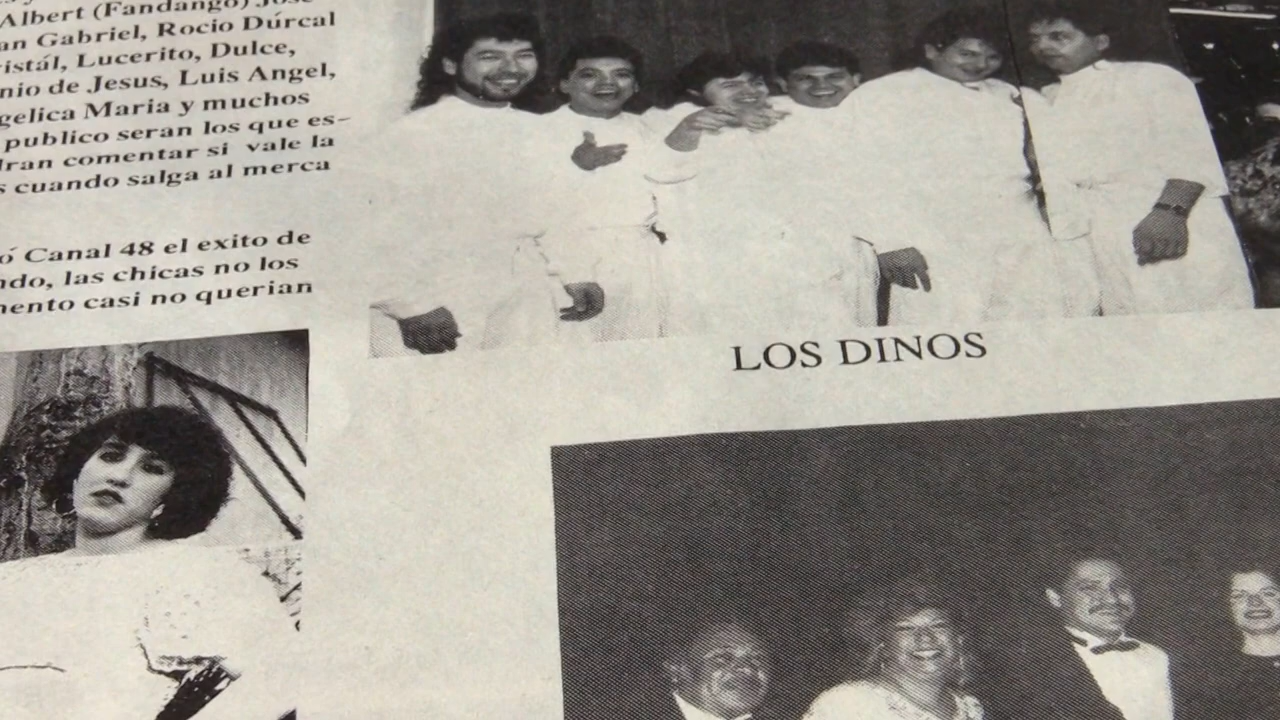 Albert (Fandango) José
an Gabriel, Rocio Dúrcal
ristál, Lucerito, Dulce,
nio de Jesus, Luis Angel,
gelica Maria y muchos
publico seran los que es-
dran comentar si vale la
s cuando salga al merca
ó Canal 48 el exito de
ndo, las chicas no los
mento casi no querian
LOS DINOS